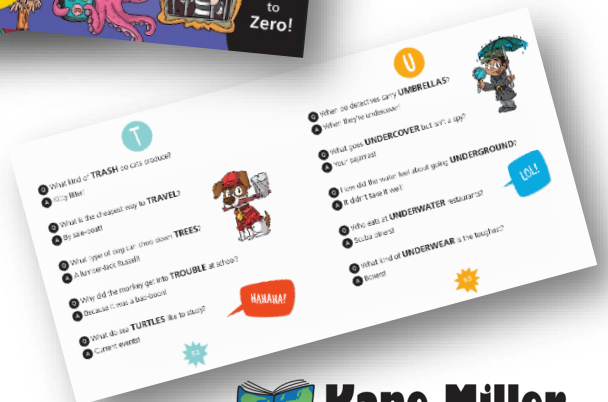 to
Zero!
T
Q What kind of TRASH do cats produce?
A Kitty litter!
Q What is the cheapest way to TRAVEL?
A By sale-boat!
Q What type of dog can chop down TREES?
A A lumber-Jack Russell!
Q Why did the monkey get into TROUBLE at school?
A Because it was a bad-boon!
Q What do sea TURTLES like to study?
A Current events!
HAHAHA!
52
U
Q When do detectives carry UMBRELLAS?
A When they're undercover!
Q What goes UNDERCOVER but isn't a spy?
A Your pajamas!
Q How did the water feel about going UNDERGROUND?
A It didn't take it well!
Q Who eats at UNDERWATER restaurants?
A Scuba diners!
Q What kind of UNDERWEAR is the toughest?
A Boxers!
LOL!
53
Kane Miller